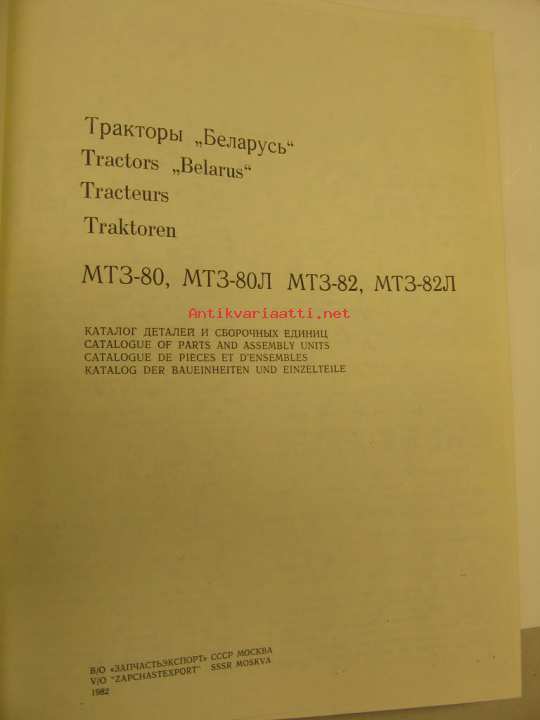 Тракторы „Беларусь“
Tractors „Belarus“
Tracteurs
Traktoren
МТЗ-80, МТЗ-80Л МТЗ-82, МТЗ-82Л
Antikvariaatti.net
КАТАЛОГ ДЕТАЛЕЙ И СБОРОЧНЫХ ЕДИНИЦ
CATALOGUE OF PARTS AND ASSEMBLY UNITS
CATALOGUE DE PIECES ET D'ENSEMBLES
KATALOG DER BAUEINHEITEN UND EINZELTEILE
В/О «ЗАПЧАСТЬЭКСПОРТ» СССР МОСКВА
V/O "ZAPCHASTEXPORT" SSSR MOSKVA
1982